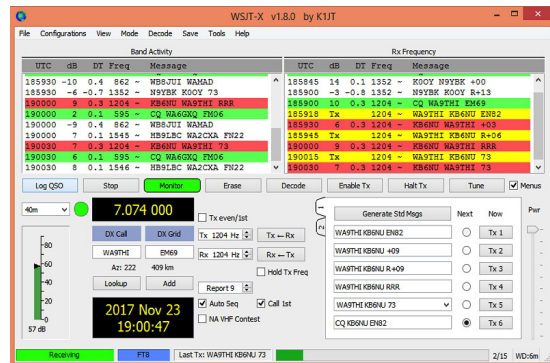 WSJT-X v1.8.0 by K1JT
File Configurations View Mode Decode Save Tools Help
Band Activity
UTC dB DT Freq Message
185930 -10 0.4 862 ~ WB8JUI WAMAD
185930 -6 -0.7 1352 ~ N9YBK K0OY 73
190000 9 0.3 1204 ~ KB6NU WA9THI RRR
190000 2 0.1 595 ~ CQ WA6GXQ FM06
190000 -9 0.4 862 ~ WB8JUI WAMAD
190000 7 0.1 1545 ~ HB9LBC WA2CXA FN22
190030 7 0.3 1204 ~ KB6NU WA9THI 73
190030 6 0.1 595 ~ CQ WA6GXQ FM06
190030 8 0.1 1546 ~ HB9LBC WA2CXA FN22
Rx Frequency
UTC dB DT Freq Message
185845 14 0.1 1352 ~ K0OY N9YBK +00
185900 -3 -0.8 1352 ~ N9YBK K0OY R+13
185900 10 0.3 1204 ~ CQ WA9THI EM69
185918 Tx 1204 ~ WA9THI KB6NU EN82
185930 6 0.3 1204 ~ KB6NU WA9THI +03
185945 Tx 1204 ~ WA9THI KB6NU R+06
190000 9 0.3 1204 ~ KB6NU WA9THI RRR
190015 Tx 1204 ~ WA9THI KB6NU 73
190030 7 0.3 1204 ~ KB6NU WA9THI 73
Log QSO Stop Monitor Erase Decode Enable Tx Halt Tx Tune Menus
40m
7.074 000
Tx even/1st
DX Call DX Grid
Tx 1204 Hz
Tx ← Rx
WA9THI EM69
Rx 1204 Hz
Rx ← Tx
Az: 222 409 km
Hold Tx Freq
Lookup Add
Report 9
2017 Nov 23
19:00:47
Auto Seq
Call 1st
NA VHF Contest
80
60
40
20
0
57 dB
1
2
Generate Std Msgs Next Now Pwr
WA9THI KB6NU EN82 Tx 1
WA9THI KB6NU +09 Tx 2
WA9THI KB6NU R+09 Tx 3
WA9THI KB6NU RRR Tx 4
WA9THI KB6NU 73 Tx 5
CQ KB6NU EN82 Tx 6
Receiving FT8 Last Tx: WA9THI KB6NU 73 2/15 WD:6m